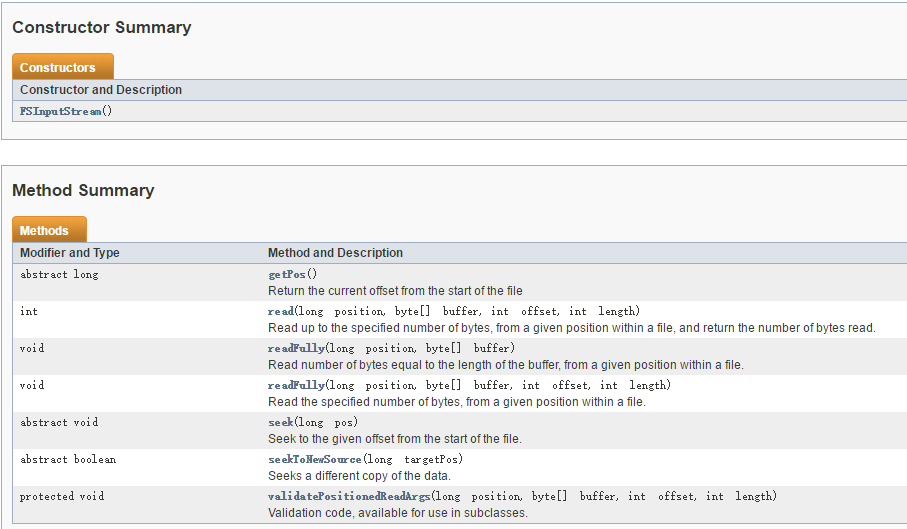 Constructor Summary
Constructors
Constructor and Description
FSInputStream()
Method Summary
Methods
Modifier and Type Method and Description
abstract long getPos()
Return the current offset from the start of the file
int read(long position, byte[] buffer, int offset, int length)
Read up to the specified number of bytes, from a given position within a file, and return the number of bytes read.
void readFully(long position, byte[] buffer)
Read number of bytes equal to the length of the buffer, from a given position within a file.
void readFully(long position, byte[] buffer, int offset, int length)
Read the specified number of bytes, from a given position within a file.
abstract void seek(long pos)
Seek to the given offset from the start of the file.
abstract boolean seekToNewSource(long targetPos)
Seeks a different copy of the data.
protected void validatePositionedReadArgs(long position, byte[] buffer, int offset, int length)
Validation code, available for use in subclasses.